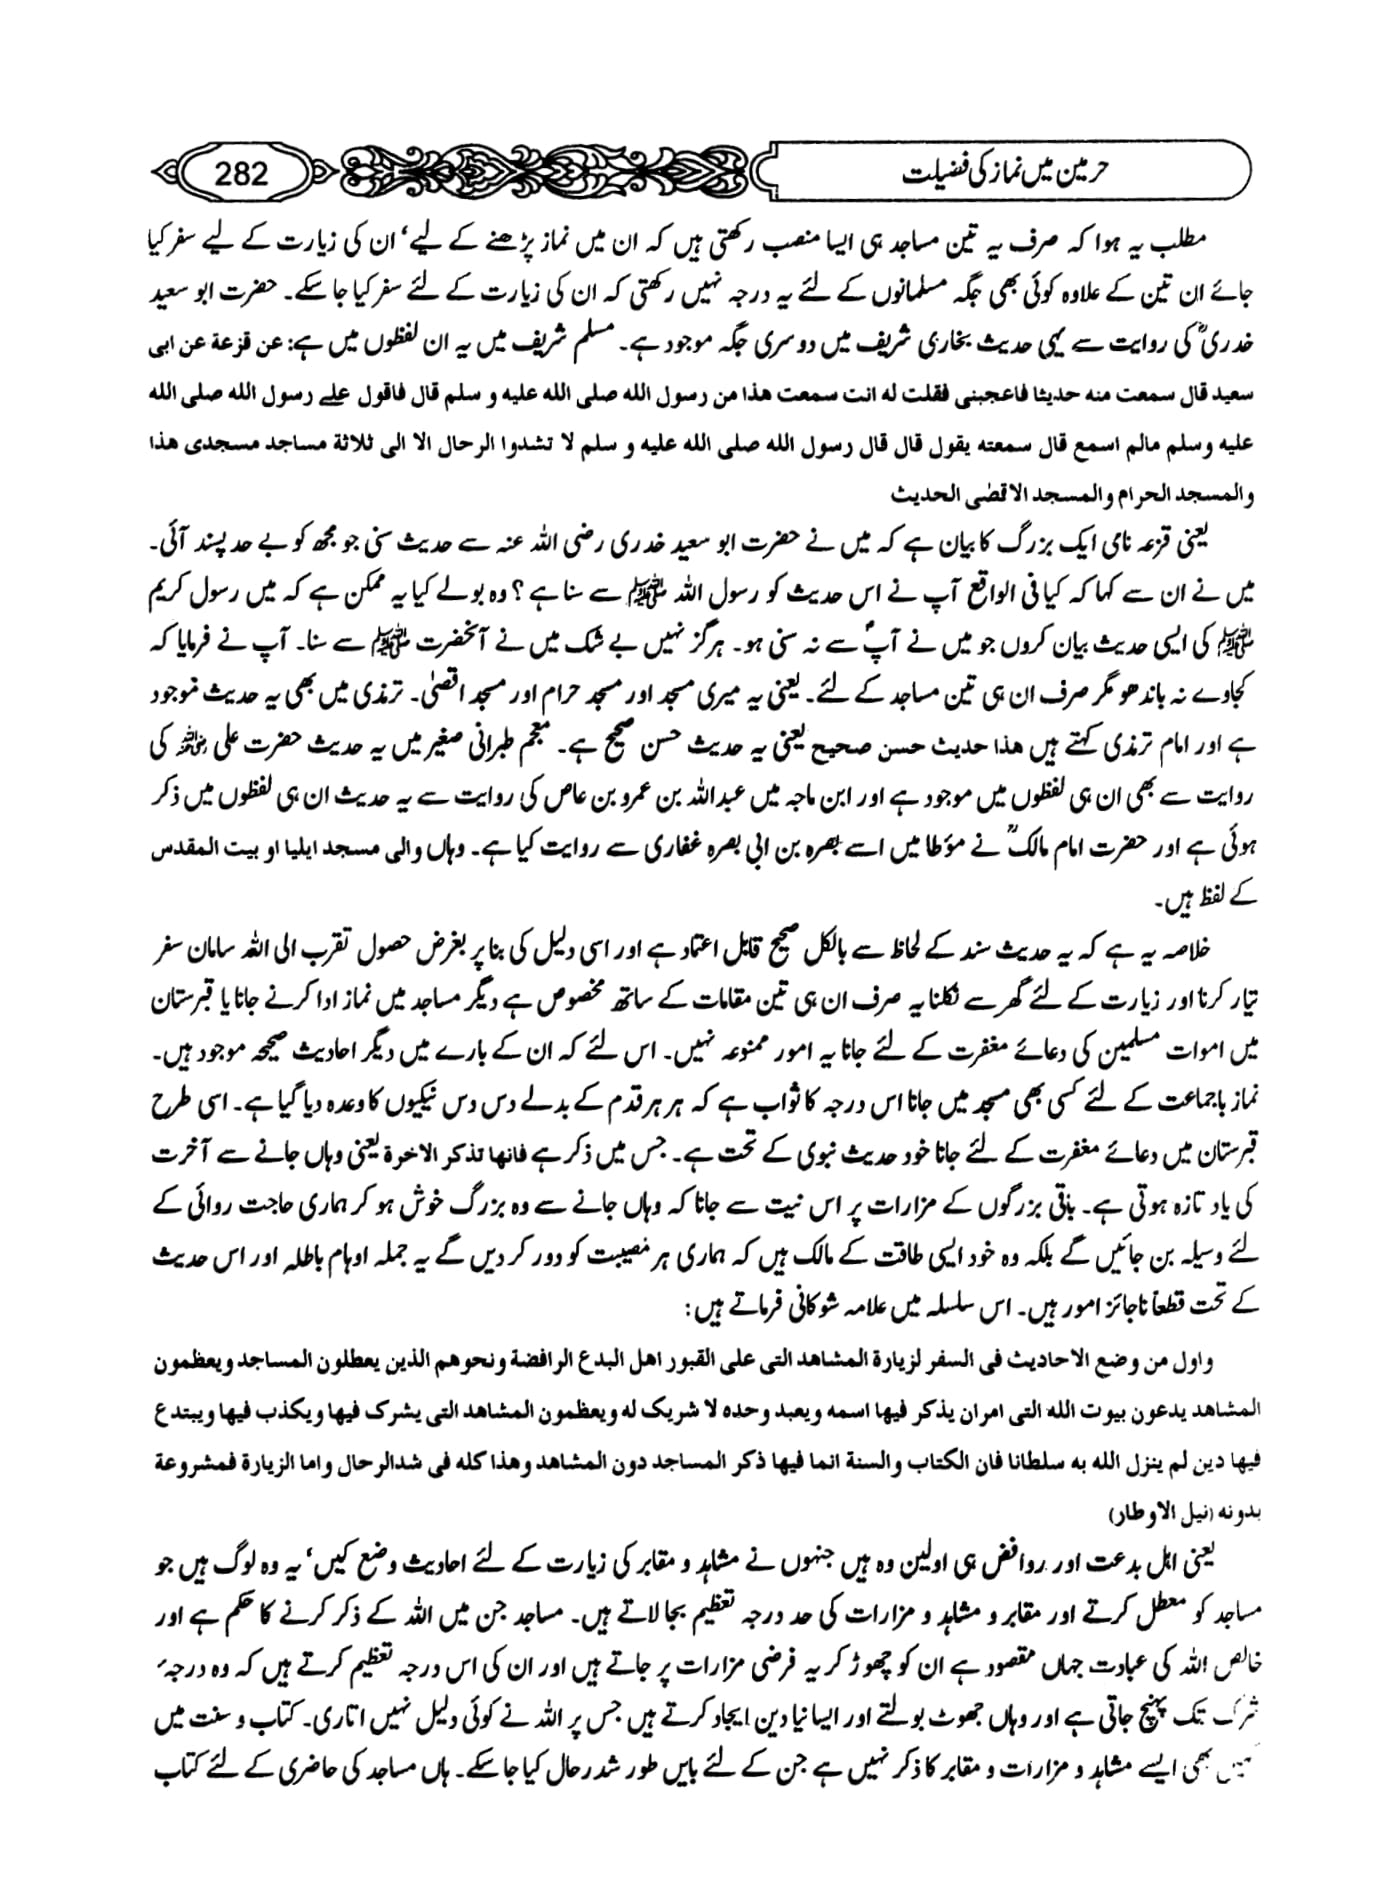 حرمین میں نماز کی فضیلت
282
مطلب یہ ہوا کہ صرف یہ تین مساجد ہی ایسا منصب رکھتی ہیں کہ ان میں نماز پڑھنے کے لیے‘ ان کی زیارت کے لیے سفر کیا
جائے ان تین کے علاوہ کوئی بھی جگہ مسلمانوں کے لئے یہ درجہ نہیں رکھتی کہ ان کی زیارت کے لئے سفر کیا جا سکے۔ حضرت ابو سعید
خدریؓ کی روایت سے یہی حدیث بخاری شریف میں دوسری جگہ موجود ہے۔ مسلم شریف میں یہ ان لفظوں میں ہے: عن قزعة عن ابی
سعید قال سمعت منه حدیثا فاعجبنی فقلت له انت سمعت هذا من رسول الله صلی الله علیه و سلم قال فاقول علے رسول الله صلی الله
علیه وسلم مالم اسمع قال سمعته یقول قال قال رسول الله صلی الله علیه و سلم لا تشدوا الرحال الا الی ثلاثة مساجد مسجدی هذا
والمسجد الحرام والمسجد الاقصٰی الحدیث
یعنی قزعہ نامی ایک بزرگ کا بیان ہے کہ میں نے حضرت ابو سعید خدری رضی اللہ عنہ سے حدیث سنی جو مجھ کو بے حد پسند آئی۔
میں نے ان سے کہا کہ کیا فی الواقع آپ نے اس حدیث کو رسول اللہ ﷺ سے سنا ہے؟ وہ بولے کیا یہ ممکن ہے کہ میں رسول کریم
ﷺ کی ایسی حدیث بیان کروں جو میں نے آپؐ سے نہ سنی ہو۔ ہرگز نہیں بے شک میں نے آنحضرت ﷺ سے سنا۔ آپ نے فرمایا کہ
کجاوے نہ باندھو مگر صرف ان ہی تین مساجد کے لئے۔ یعنی یہ میری مسجد اور مسجد حرام اور مسجد اقصیٰ۔ ترمذی میں بھی یہ حدیث موجود
ہے اور امام ترمذی کہتے ہیں هذا حدیث حسن صحیح یعنی یہ حدیث حسن صحیح ہے۔ معجم طبرانی صغیر میں یہ حدیث حضرت علی رضی اللہ عنہ کی
روایت سے بھی ان ہی لفظوں میں موجود ہے اور ابن ماجہ میں عبداللہ بن عمرو بن عاص کی روایت سے یہ حدیث ان ہی لفظوں میں ذکر
ہوئی ہے اور حضرت امام مالکؒ نے مؤطا میں اسے بصرہ بن ابی بصرہ غفاری سے روایت کیا ہے۔ وہاں والی مسجد ایلیا او بیت المقدس
کے لفظ ہیں۔
خلاصہ یہ ہے کہ یہ حدیث سند کے لحاظ سے بالکل صحیح قابل اعتماد ہے اور اسی دلیل کی بنا پر بغرض حصول تقرب الی اللہ سامان سفر
تیار کرنا اور زیارت کے لئے گھر سے نکلنا یہ صرف ان ہی تین مقامات کے ساتھ مخصوص ہے دیگر مساجد میں نماز ادا کرنے جانا یا قبرستان
میں اموات مسلمین کی دعائے مغفرت کے لئے جانا یہ امور ممنوعہ نہیں۔ اس لئے کہ ان کے بارے میں دیگر احادیث صحیحہ موجود ہیں۔
نماز باجماعت کے لئے کسی بھی مسجد میں جانا اس درجہ کا ثواب ہے کہ ہر ہر قدم کے بدلے دس دس نیکیوں کا وعدہ دیا گیا ہے۔ اسی طرح
قبرستان میں دعائے مغفرت کے لئے جانا خود حدیث نبوی کے تحت ہے۔ جس میں ذکر ہے فانها تذکر الاخرة یعنی وہاں جانے سے آخرت
کی یاد تازہ ہوتی ہے۔ باقی بزرگوں کے مزارات پر اس نیت سے جانا کہ وہاں جانے سے وہ بزرگ خوش ہو کر ہماری حاجت روائی کے
لئے وسیلہ بن جائیں گے بلکہ وہ خود ایسی طاقت کے مالک ہیں کہ ہماری ہر مصیبت کو دور کر دیں گے یہ جملہ اوہام باطلہ اور اس حدیث
کے تحت قطعاً ناجائز امور ہیں۔ اس سلسلہ میں علامہ شوکانی فرماتے ہیں:
واول من وضع الاحادیث فی السفر لزیارة المشاهد التی علی القبور اهل البدع الرافضة ونحوهم الذین یعطلون المساجد ویعظمون
المشاهد یدعون بیوت الله التی امران یذکر فیها اسمه ویعبد وحده لا شریک له ویعظمون المشاهد التی یشرک فیها ویکذب فیها ویبتدع
فیها دین لم ینزل الله به سلطانا فان الکتاب والسنة انما فیها ذکر المساجد دون المشاهد وهذا کله فی شدالرحال واما الزیارة فمشروعة
بدونه (نیل الاوطار)
یعنی اہل بدعت اور روافض ہی اولین وہ ہیں جنہوں نے مشاہد و مقابر کی زیارت کے لئے احادیث وضع کیں‘ یہ وہ لوگ ہیں جو
مساجد کو معطل کرتے اور مقابر و مشاہد و مزارات کی حد درجہ تعظیم بجا لاتے ہیں۔ مساجد جن میں اللہ کے ذکر کرنے کا حکم ہے اور
خالص اللہ کی عبادت جہاں مقصود ہے ان کو چھوڑ کر یہ فرضی مزارات پر جاتے ہیں اور ان کی اس درجہ تعظیم کرتے ہیں کہ وہ درجہء
شرک تک پہنچ جاتی ہے اور وہاں جھوٹ بولتے اور ایسا نیا دین ایجاد کرتے ہیں جس پر اللہ نے کوئی دلیل نہیں اتاری۔ کتاب و سنت میں
بھی ایسے مشاہد و مزارات و مقابر کا ذکر نہیں ہے جن کے لئے بایں طور شد رحال کیا جا سکے۔ ہاں مساجد کی حاضری کے لئے کتاب